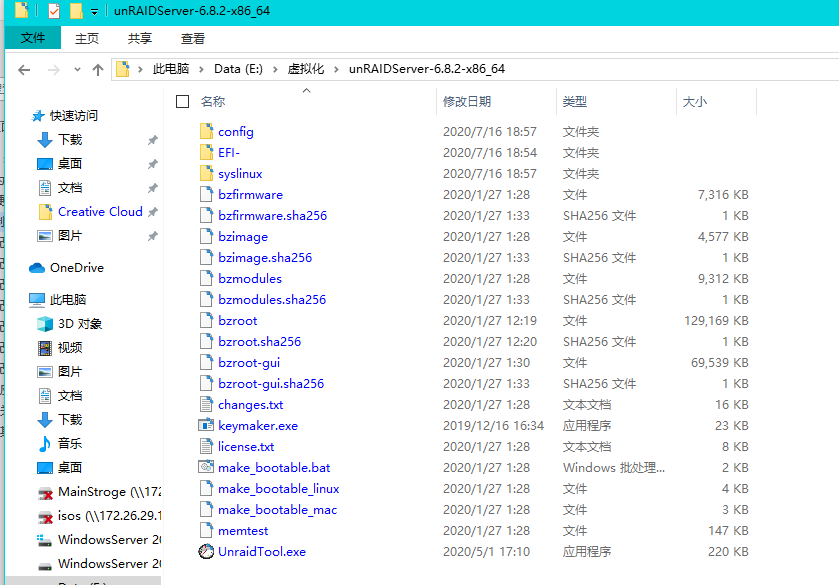 unRAIDServer-6.8.2-x86_64
文件 主页 共享 查看
此电脑 Data (E:) 虚拟化 unRAIDServer-6.8.2-x86_64
名称 修改日期 类型 大小
快速访问
下载
桌面
文档
Creative Cloud
图片
OneDrive
此电脑
3D 对象
视频
图片
文档
下载
音乐
桌面
MainStroge (\\172
isos (\\172.26.29.1
WindowsServer 20
WindowsServer 20
config 2020/7/16 18:57 文件夹
EFI- 2020/7/16 18:54 文件夹
syslinux 2020/7/16 18:57 文件夹
bzfirmware 2020/1/27 1:28 文件 7,316 KB
bzfirmware.sha256 2020/1/27 1:33 SHA256 文件 1 KB
bzimage 2020/1/27 1:28 文件 4,577 KB
bzimage.sha256 2020/1/27 1:33 SHA256 文件 1 KB
bzmodules 2020/1/27 1:28 文件 9,312 KB
bzmodules.sha256 2020/1/27 1:33 SHA256 文件 1 KB
bzroot 2020/1/27 12:19 文件 129,169 KB
bzroot.sha256 2020/1/27 12:20 SHA256 文件 1 KB
bzroot-gui 2020/1/27 1:30 文件 69,539 KB
bzroot-gui.sha256 2020/1/27 1:33 SHA256 文件 1 KB
changes.txt 2020/1/27 1:28 文本文档 16 KB
keymaker.exe 2019/12/16 16:34 应用程序 23 KB
license.txt 2020/1/27 1:28 文本文档 8 KB
make_bootable.bat 2020/1/27 1:28 Windows 批处理... 2 KB
make_bootable_linux 2020/1/27 1:28 文件 4 KB
make_bootable_mac 2020/1/27 1:28 文件 3 KB
memtest 2020/1/27 1:28 文件 147 KB
UnraidTool.exe 2020/5/1 17:10 应用程序 220 KB